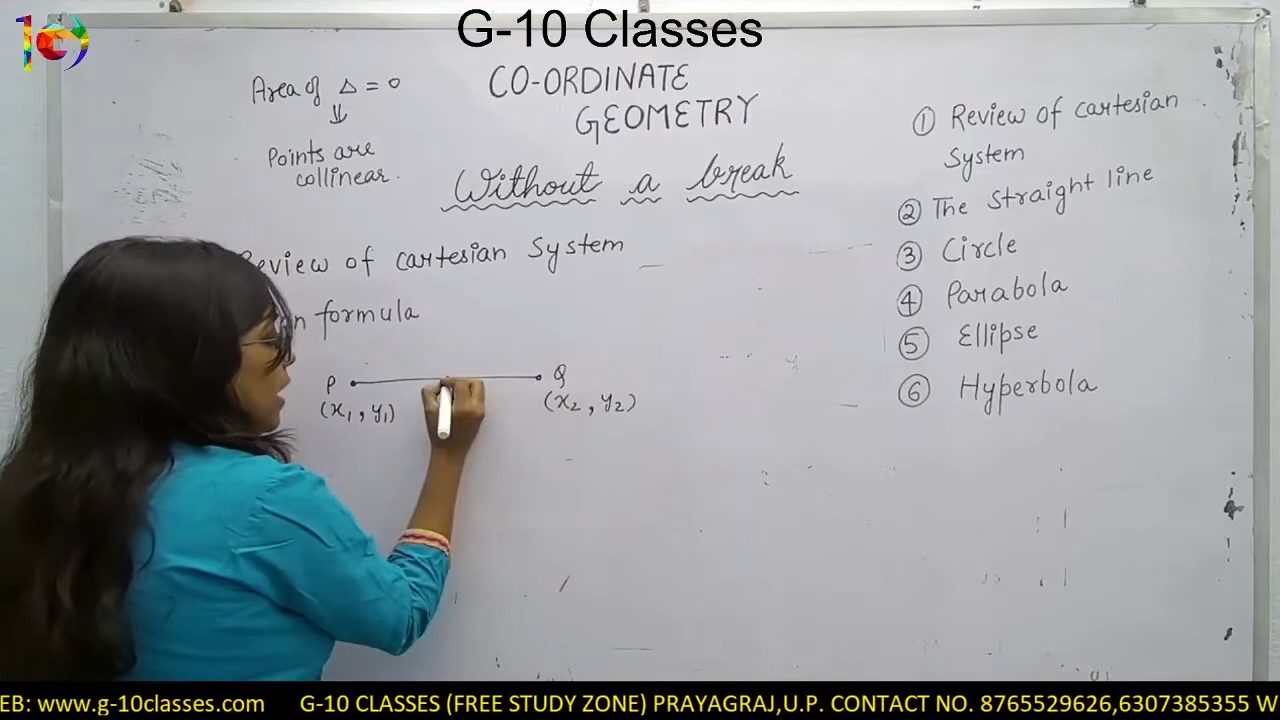 G-10 Classes
Area of Δ = 0
⇓
Points are
collinear.
CO-ORDINATE
GEOMETRY
Without a break
① Review of cartesian
System
② The straight line
③ Circle
④ Parabola
⑤ Ellipse
⑥ Hyperbola
Review of cartesian System
formula
P Q
(x₁, y₁) (x₂, y₂)
EB: www.g-10classes.com G-10 CLASSES (FREE STUDY ZONE) PRAYAGRAJ,U.P. CONTACT NO. 8765529626,6307385355 W